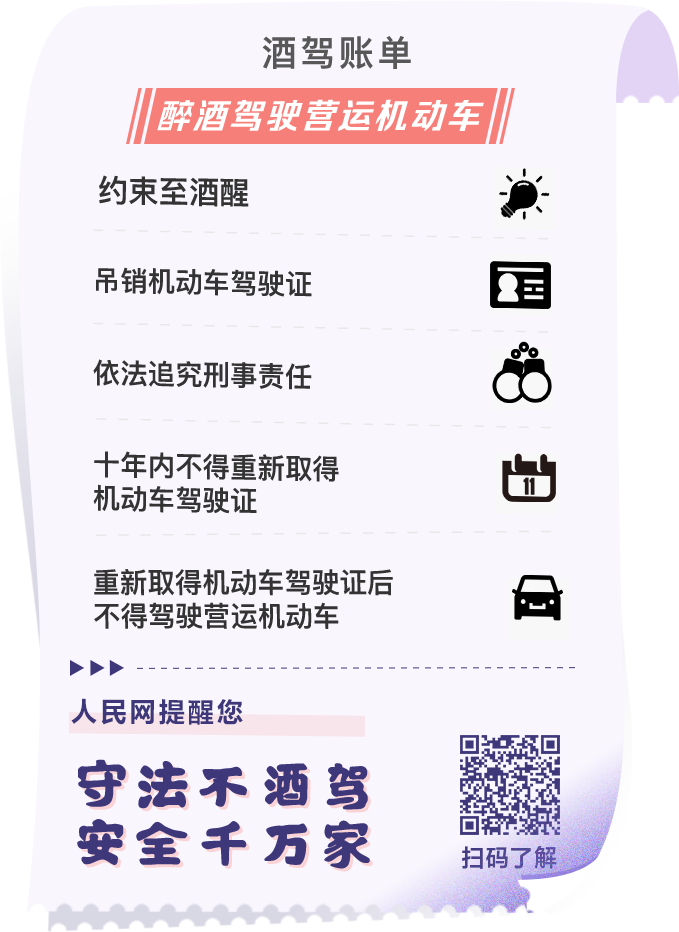 酒驾账单
醉酒驾驶营运机动车
约束至酒醒
吊销机动车驾驶证
依法追究刑事责任
十年内不得重新取得
机动车驾驶证
11
重新取得机动车驾驶证后
不得驾驶营运机动车
人民网提醒您
守法不酒驾
安全千万家
扫码了解